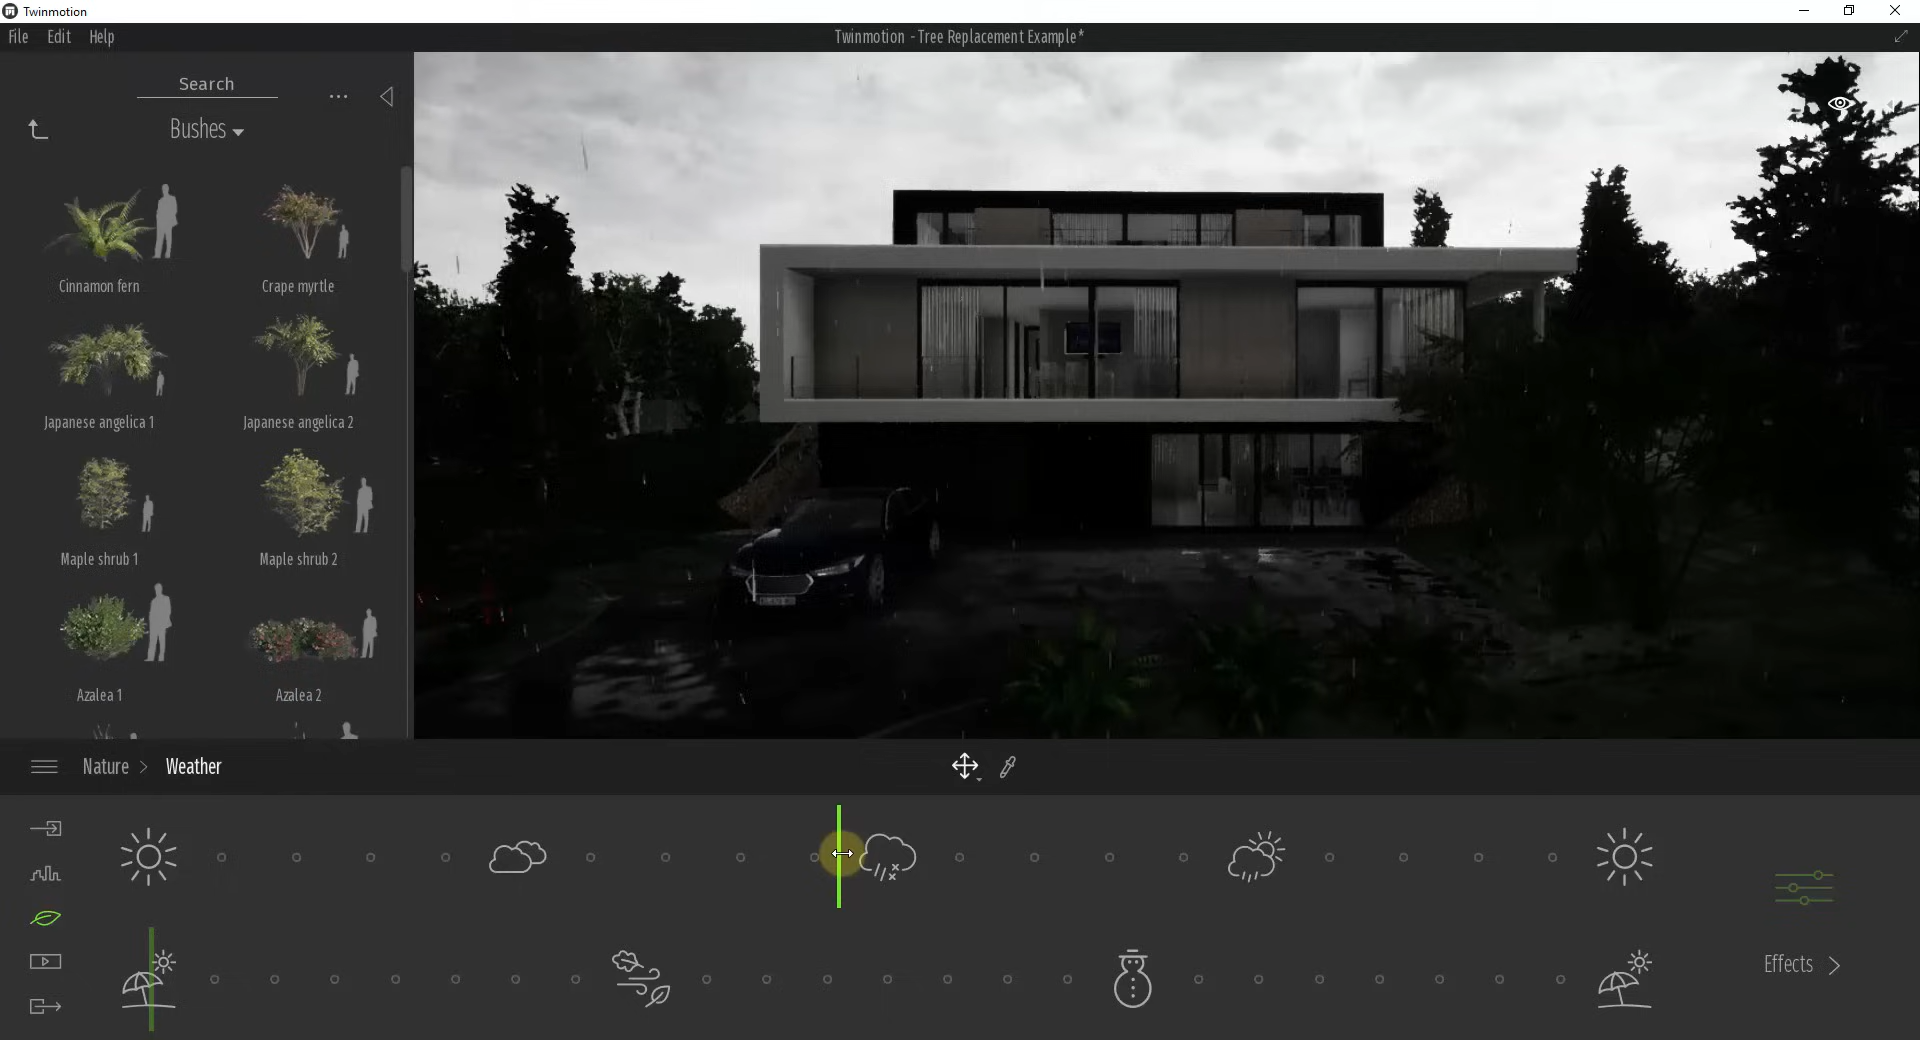 Twinmotion
File Edit Help
Twinmotion - Tree Replacement Example*
Search
Bushes
Cinnamon fern
Crape myrtle
Japanese angelica 1
Japanese angelica 2
Maple shrub 1
Maple shrub 2
Azalea 1
Azalea 2
Nature > Weather
Effects